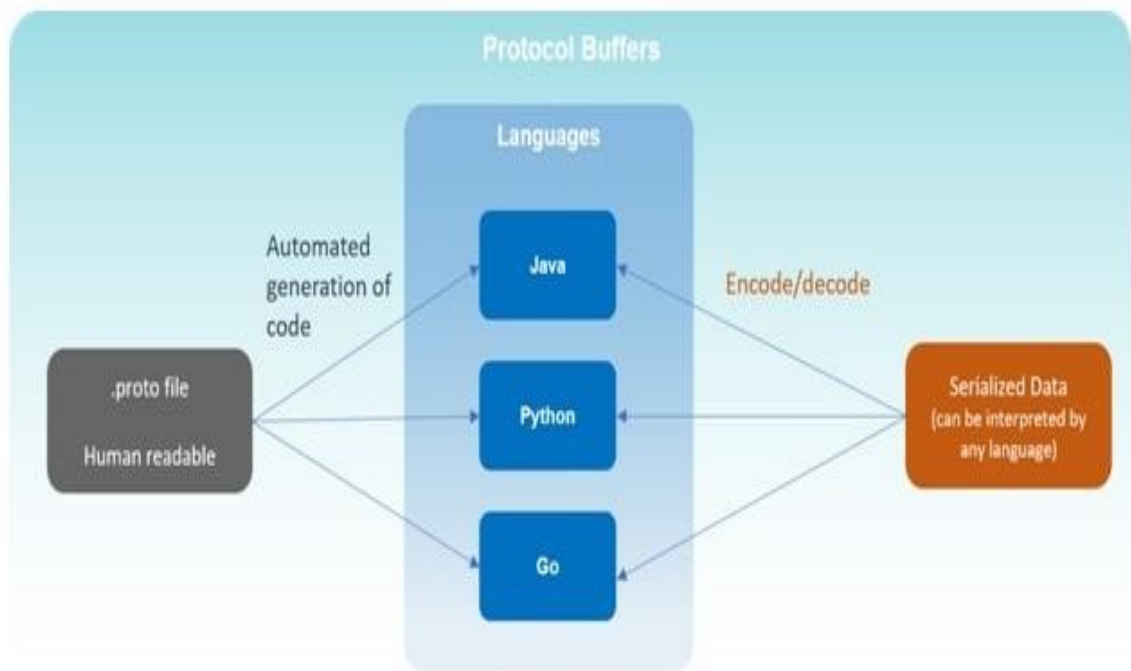 Protocol Buffers
Languages
Automated
generation of
code
Java
Encode/decode
.proto file
Human readable
Python
Serialized Data
(can be interpreted by
any language)
Go